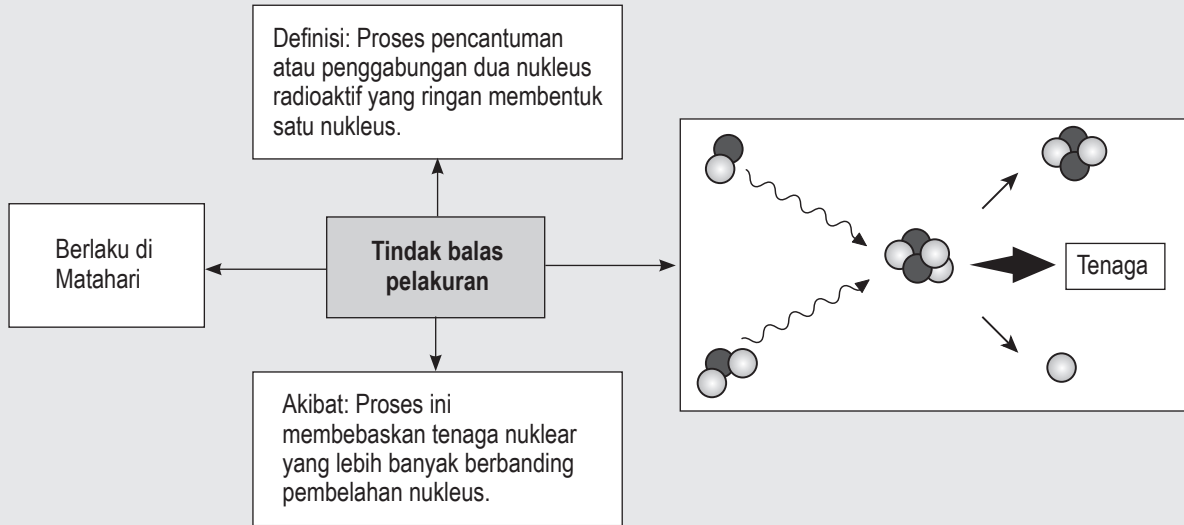 Definisi: Proses pencantuman
atau penggabungan dua nukleus
radioaktif yang ringan membentuk
satu nukleus.
Berlaku di
Matahari
Tindak balas
pelakuran
Tenaga
Akibat: Proses ini
membebaskan tenaga nuklear
yang lebih banyak berbanding
pembelahan nukleus.